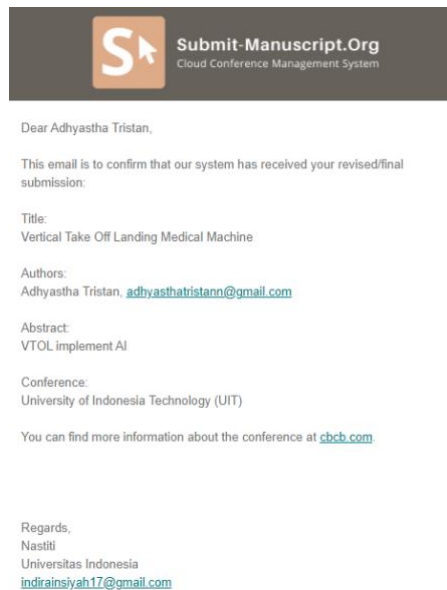 S
Submit-Manuscript.Org
Cloud Conference Management System
Dear Adhyastha Tristan,
This email is to confirm that our system has received your revised/final
submission:
Title:
Vertical Take Off Landing Medical Machine
Authors:
Adhyastha Tristan, adhyasthatristann@gmail.com
Abstract:
VTOL implement AI
Conference:
University of Indonesia Technology (UIT)
You can find more information about the conference at cbcb.com.
Regards,
Nastiti
Universitas Indonesia
indirainsiyah17@gmail.com